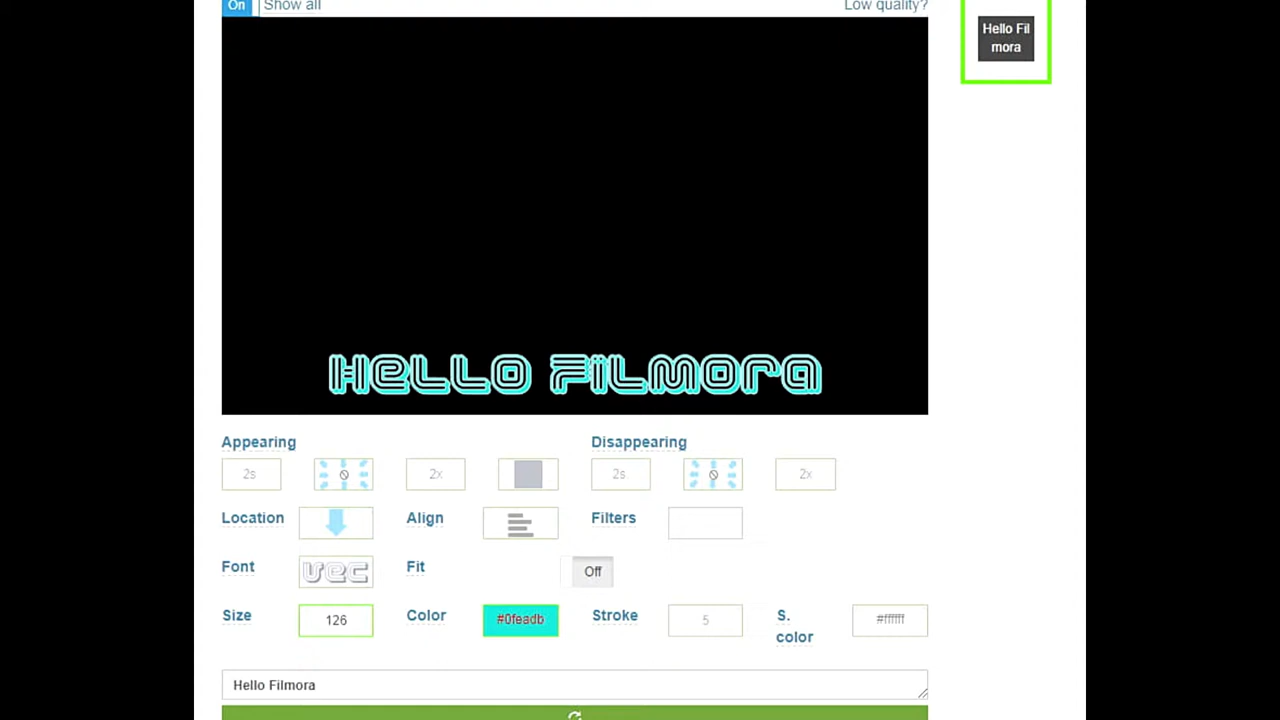 On Show all Low quality?
Hello Fil
mora
Hello Filmora
Appearing Disappearing
2s 2x 2s 2x
Location Align Filters
Font vec Fit Off
Size 126 Color #0feadb Stroke 5 S. color #ffffff
Hello Filmora